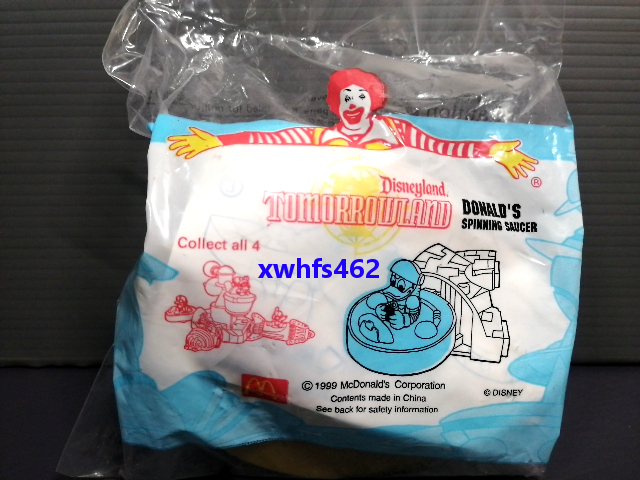 Disneyland.
TOMORROWLAND
DONALD'S
SPINNING SAUCER
Collect all 4
xwhfs462
© 1999 McDonald's Corporation
Contents made in China
See back for safety information
© DISNEY
®